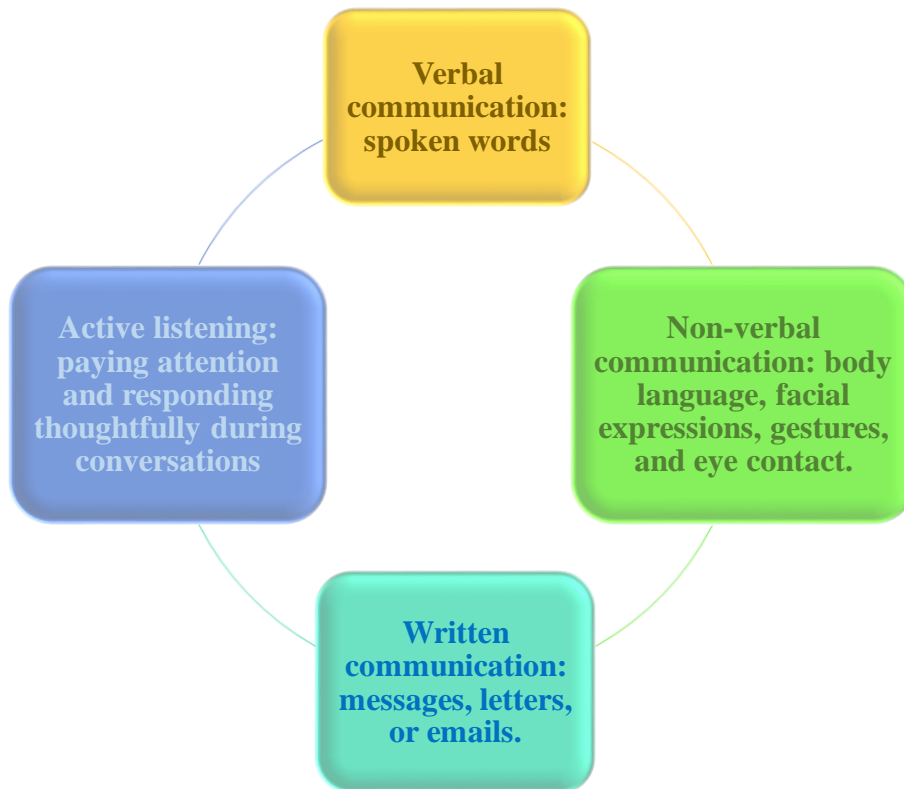 Verbal
communication:
spoken words
Non-verbal
communication: body
language, facial
expressions, gestures,
and eye contact.
Written
communication:
messages, letters,
or emails.
Active listening:
paying attention
and responding
thoughtfully during
conversations